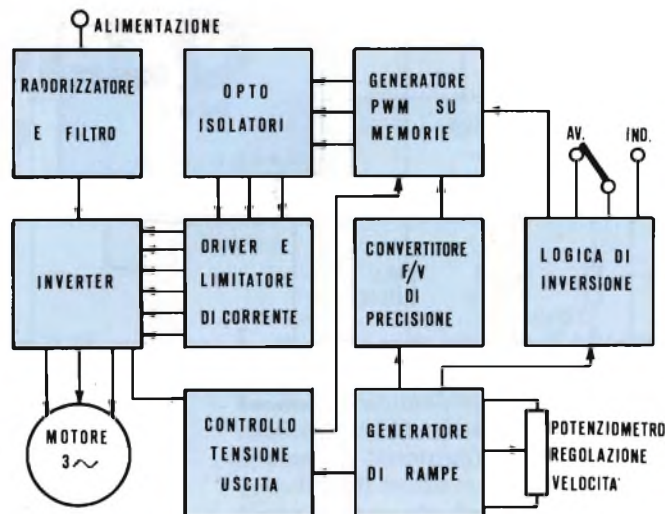 ALIMENTAZIONE
RADDRIZZATORE
E FILTRO
OPTO
ISOLATORI
GENERATORE
PWM SU
MEMORIE
AV.
IND.
INVERTER
DRIVER E
LIMITATORE
DI CORRENTE
CONVERTITORE
F/V
DI
PRECISIONE
LOGICA DI
INVERSIONE
MOTORE
3~
CONTROLLO
TENSIONE
USCITA
GENERATORE
DI RAMPE
POTENZIOMETRO
REGOLAZIONE
VELOCITA'